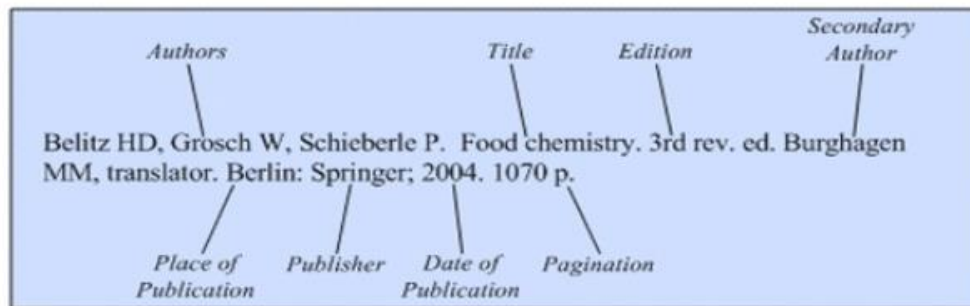 Secondary
Authors Title Edition Author
Belitz HD, Grosch W, Schieberle P. Food chemistry. 3rd rev. ed. Burghagen
MM, translator. Berlin: Springer; 2004. 1070 p.
Place of Publisher Date of Pagination
Publication Publication